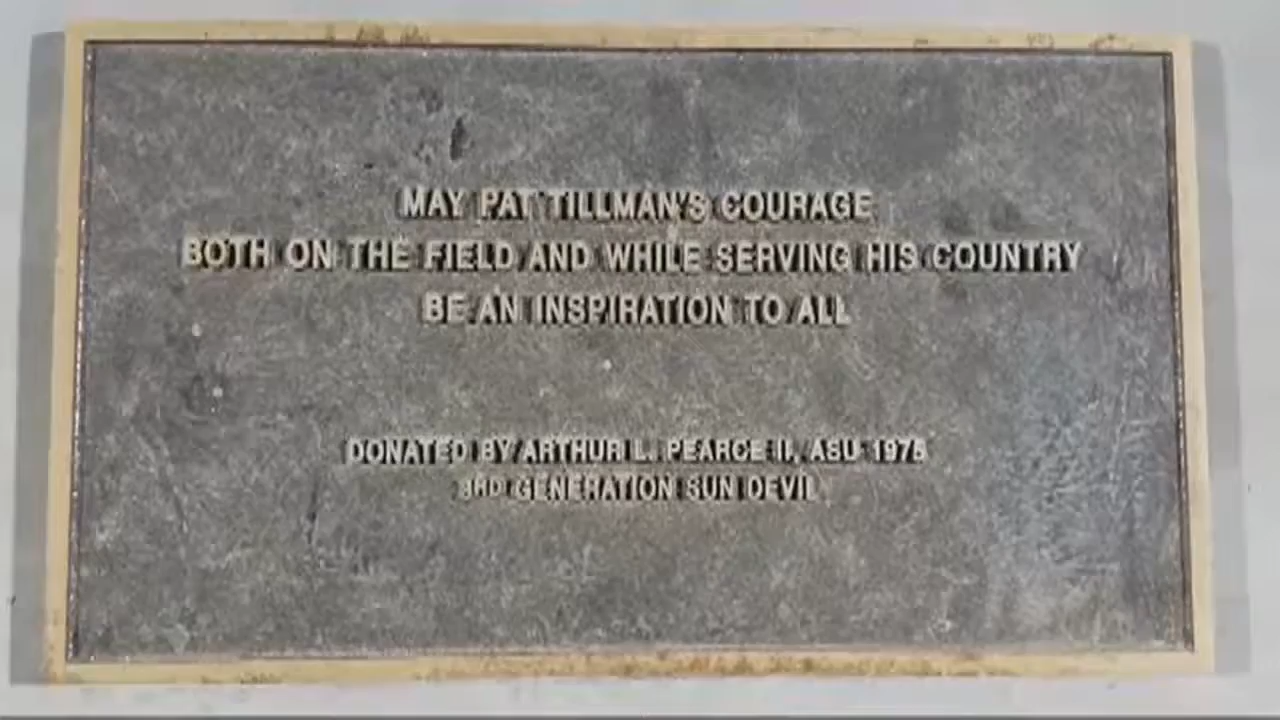 MAY PAT TILLMAN'S COURAGE
BOTH ON THE FIELD AND WHILE SERVING HIS COUNTRY
BE AN INSPIRATION TO ALL
DONATED BY ARTHUR L. PEARCE II, ASU 1975
3RD GENERATION SUN DEVIL